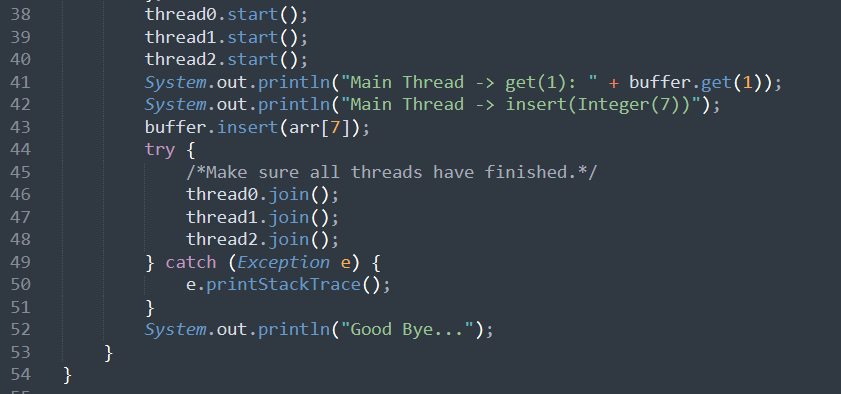 38 thread0.start();
39 thread1.start();
40 thread2.start();
41 System.out.println("Main Thread -> get(1): " + buffer.get(1));
42 System.out.println("Main Thread -> insert(Integer(7))");
43 buffer.insert(arr[7]);
44 try {
45 /*Make sure all threads have finished.*/
46 thread0.join();
47 thread1.join();
48 thread2.join();
49 } catch (Exception e) {
50 e.printStackTrace();
51 }
52 System.out.println("Good Bye...");
53 }
54 }